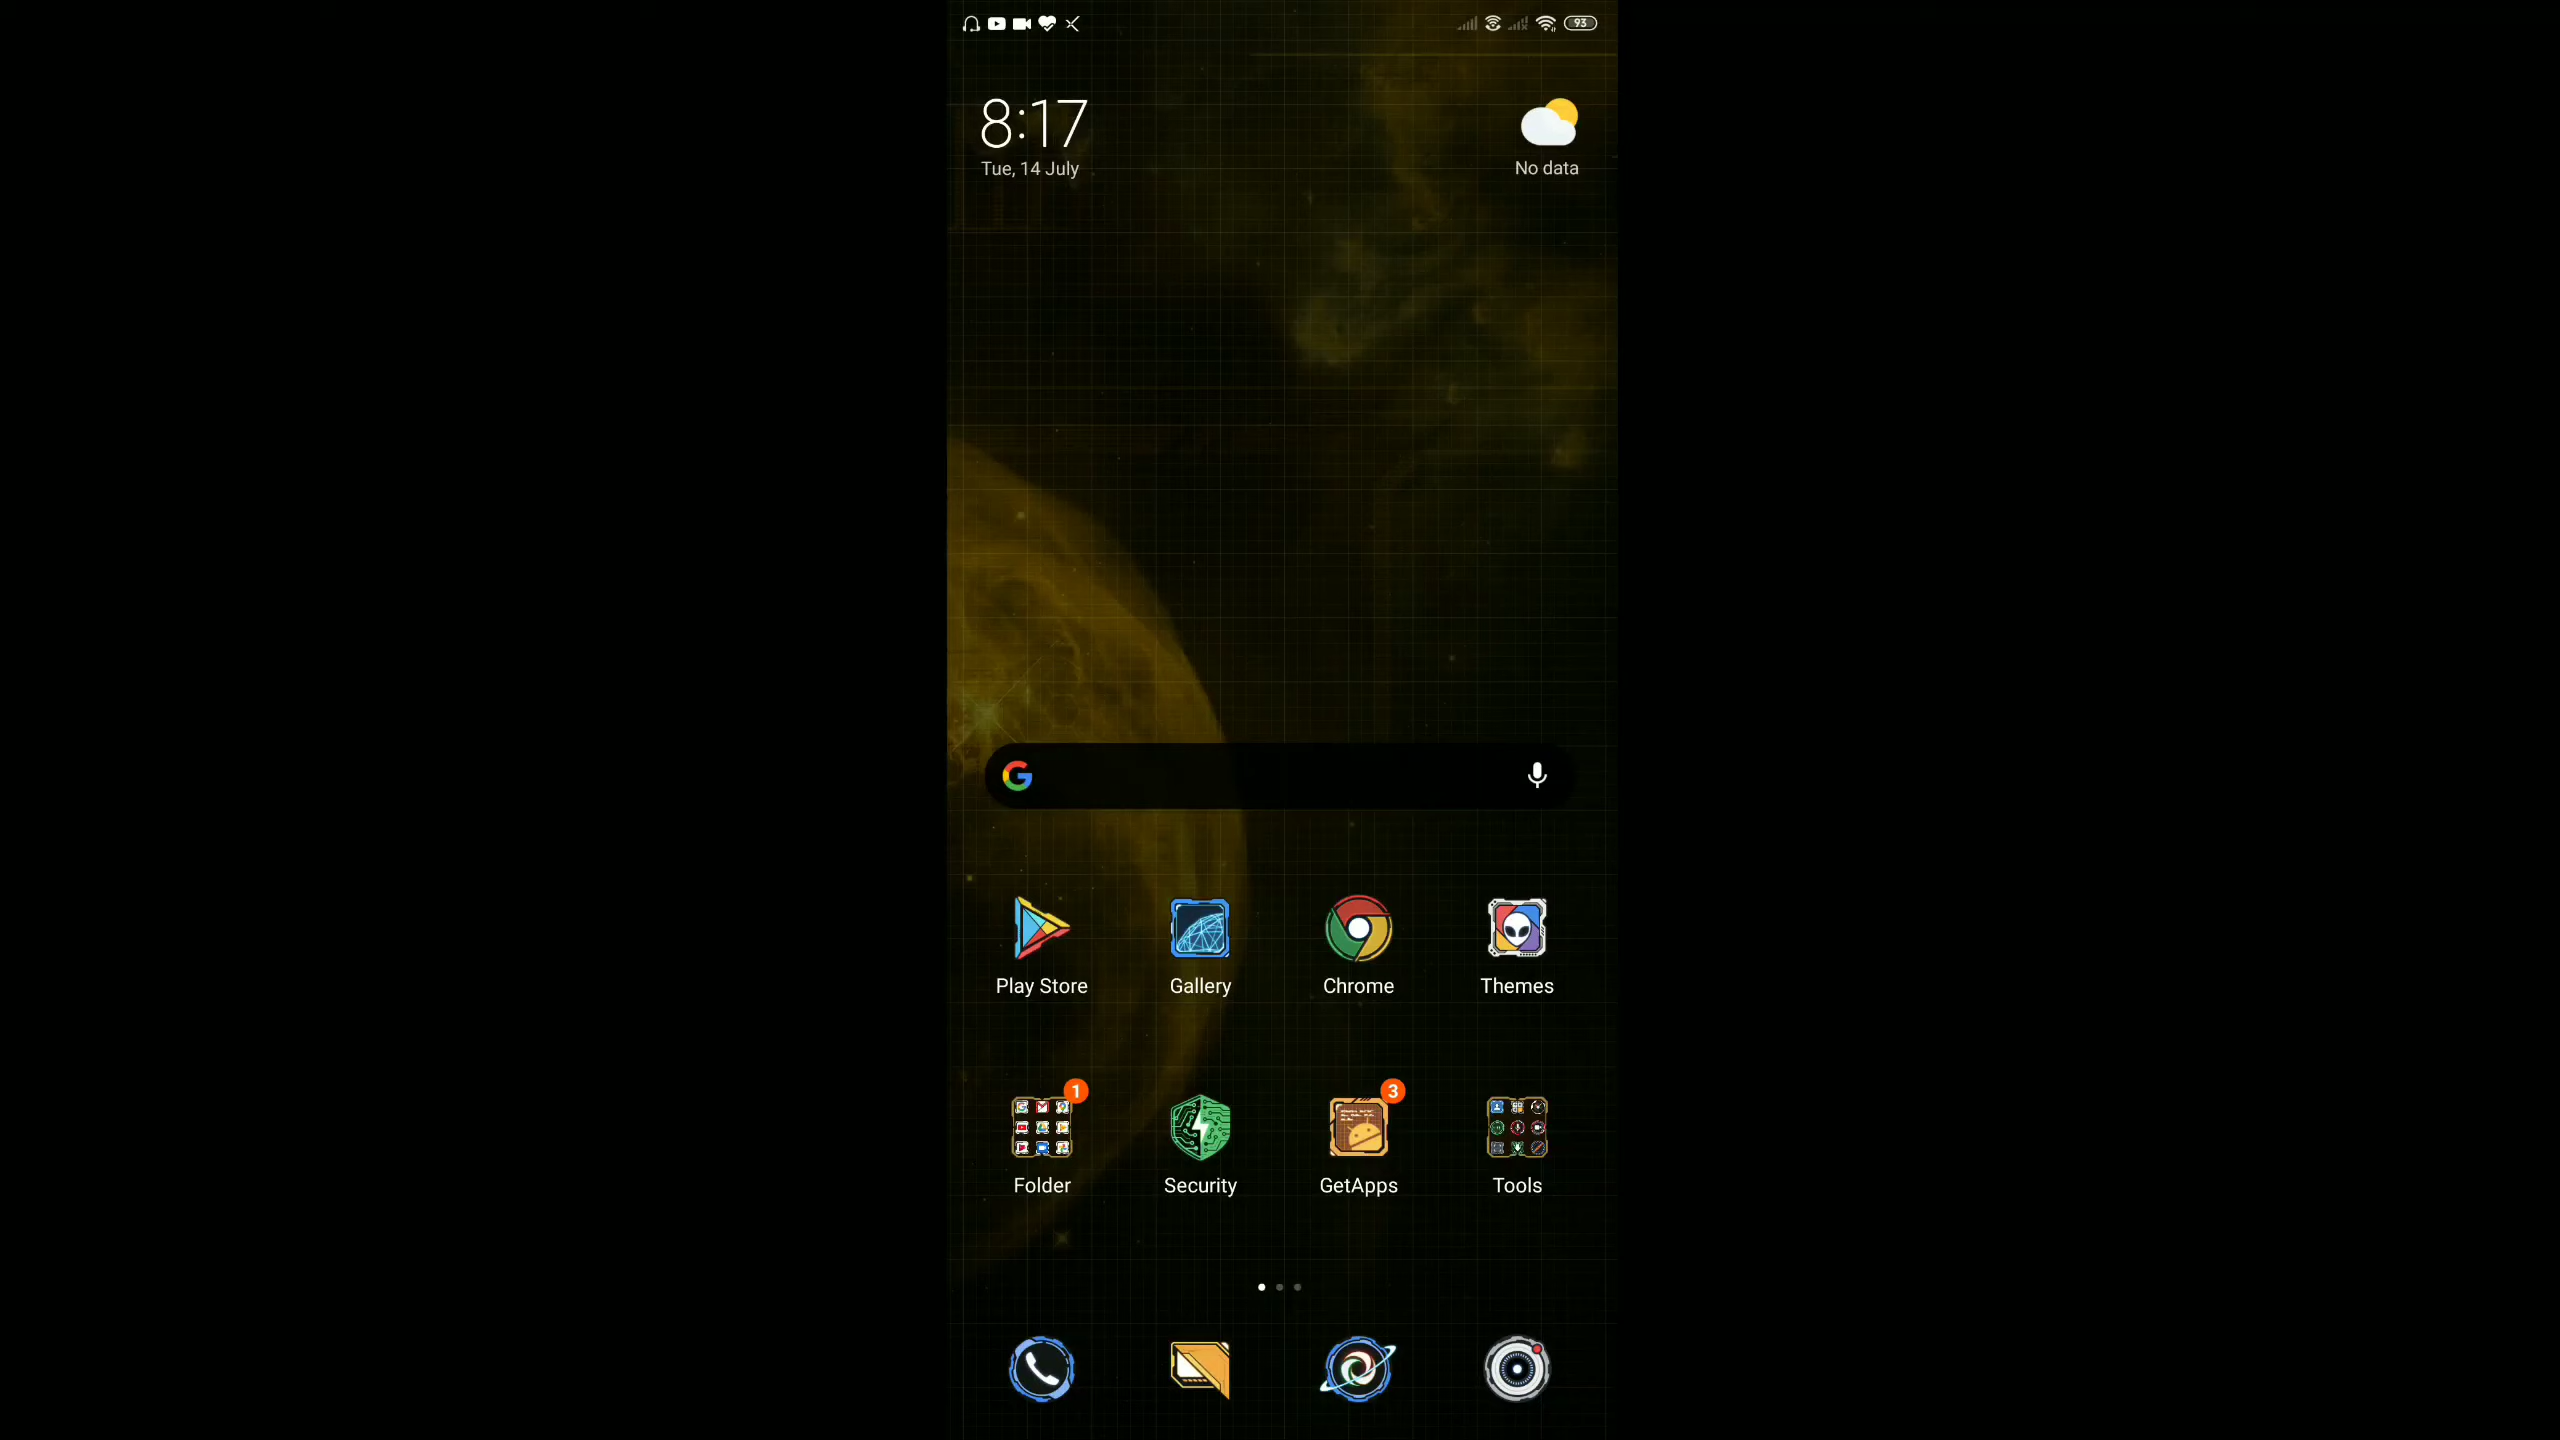 93
8:17
Tue, 14 July
No data
Play Store
Gallery
Chrome
Themes
1
3
Folder
Security
GetApps
Tools